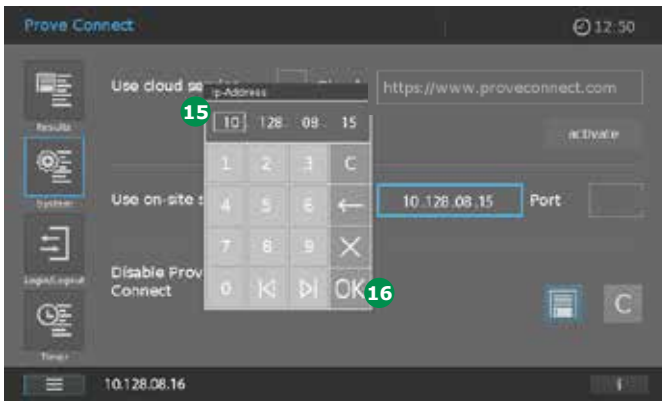 Prove Connect 12:50
Use cloud se
https://www.proveconnect.com
Ip-Address
15
10 128 08 15
Results
activate
1 2 3 C
System
Use on-site s
4 5 6
10.128.08.15 Port
7 8 9
Login/Logout
Disable Prov
Connect
0 OK 16
C
Timer
10.128.08.16 i